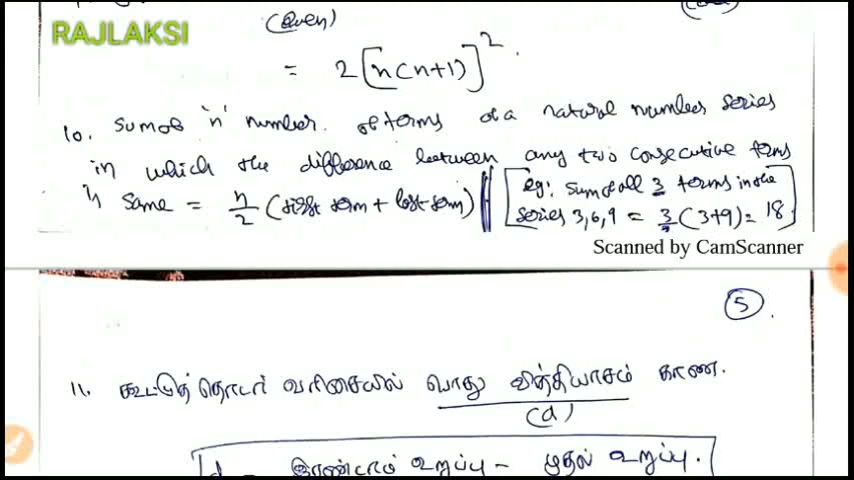 RAJLAKSI
(Even)
= 2[n(n+1)]²
10. Sum of 'n' number of terms of a natural number series
in which the difference between any two consecutive terms
is same = n/2 (first term + last term)
eg: Sum of all 3 terms in the
series 3,6,9 = 3/2 (3+9) = 18
Scanned by CamScanner
5
11. கூட்டுத் தொடர் வரிசையில் பொது வித்தியாசம் காண.
(d)
d = இரண்டாம் உறுப்பு – முதல் உறுப்பு.